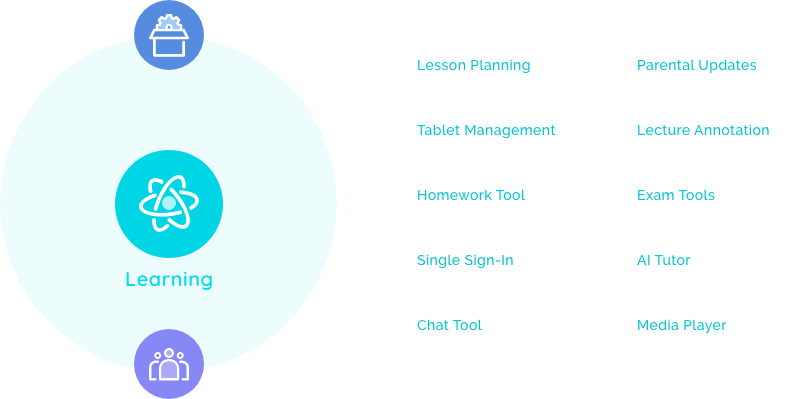 Learning
Lesson Planning
Parental Updates
Tablet Management
Lecture Annotation
Homework Tool
Exam Tools
Single Sign-In
AI Tutor
Chat Tool
Media Player